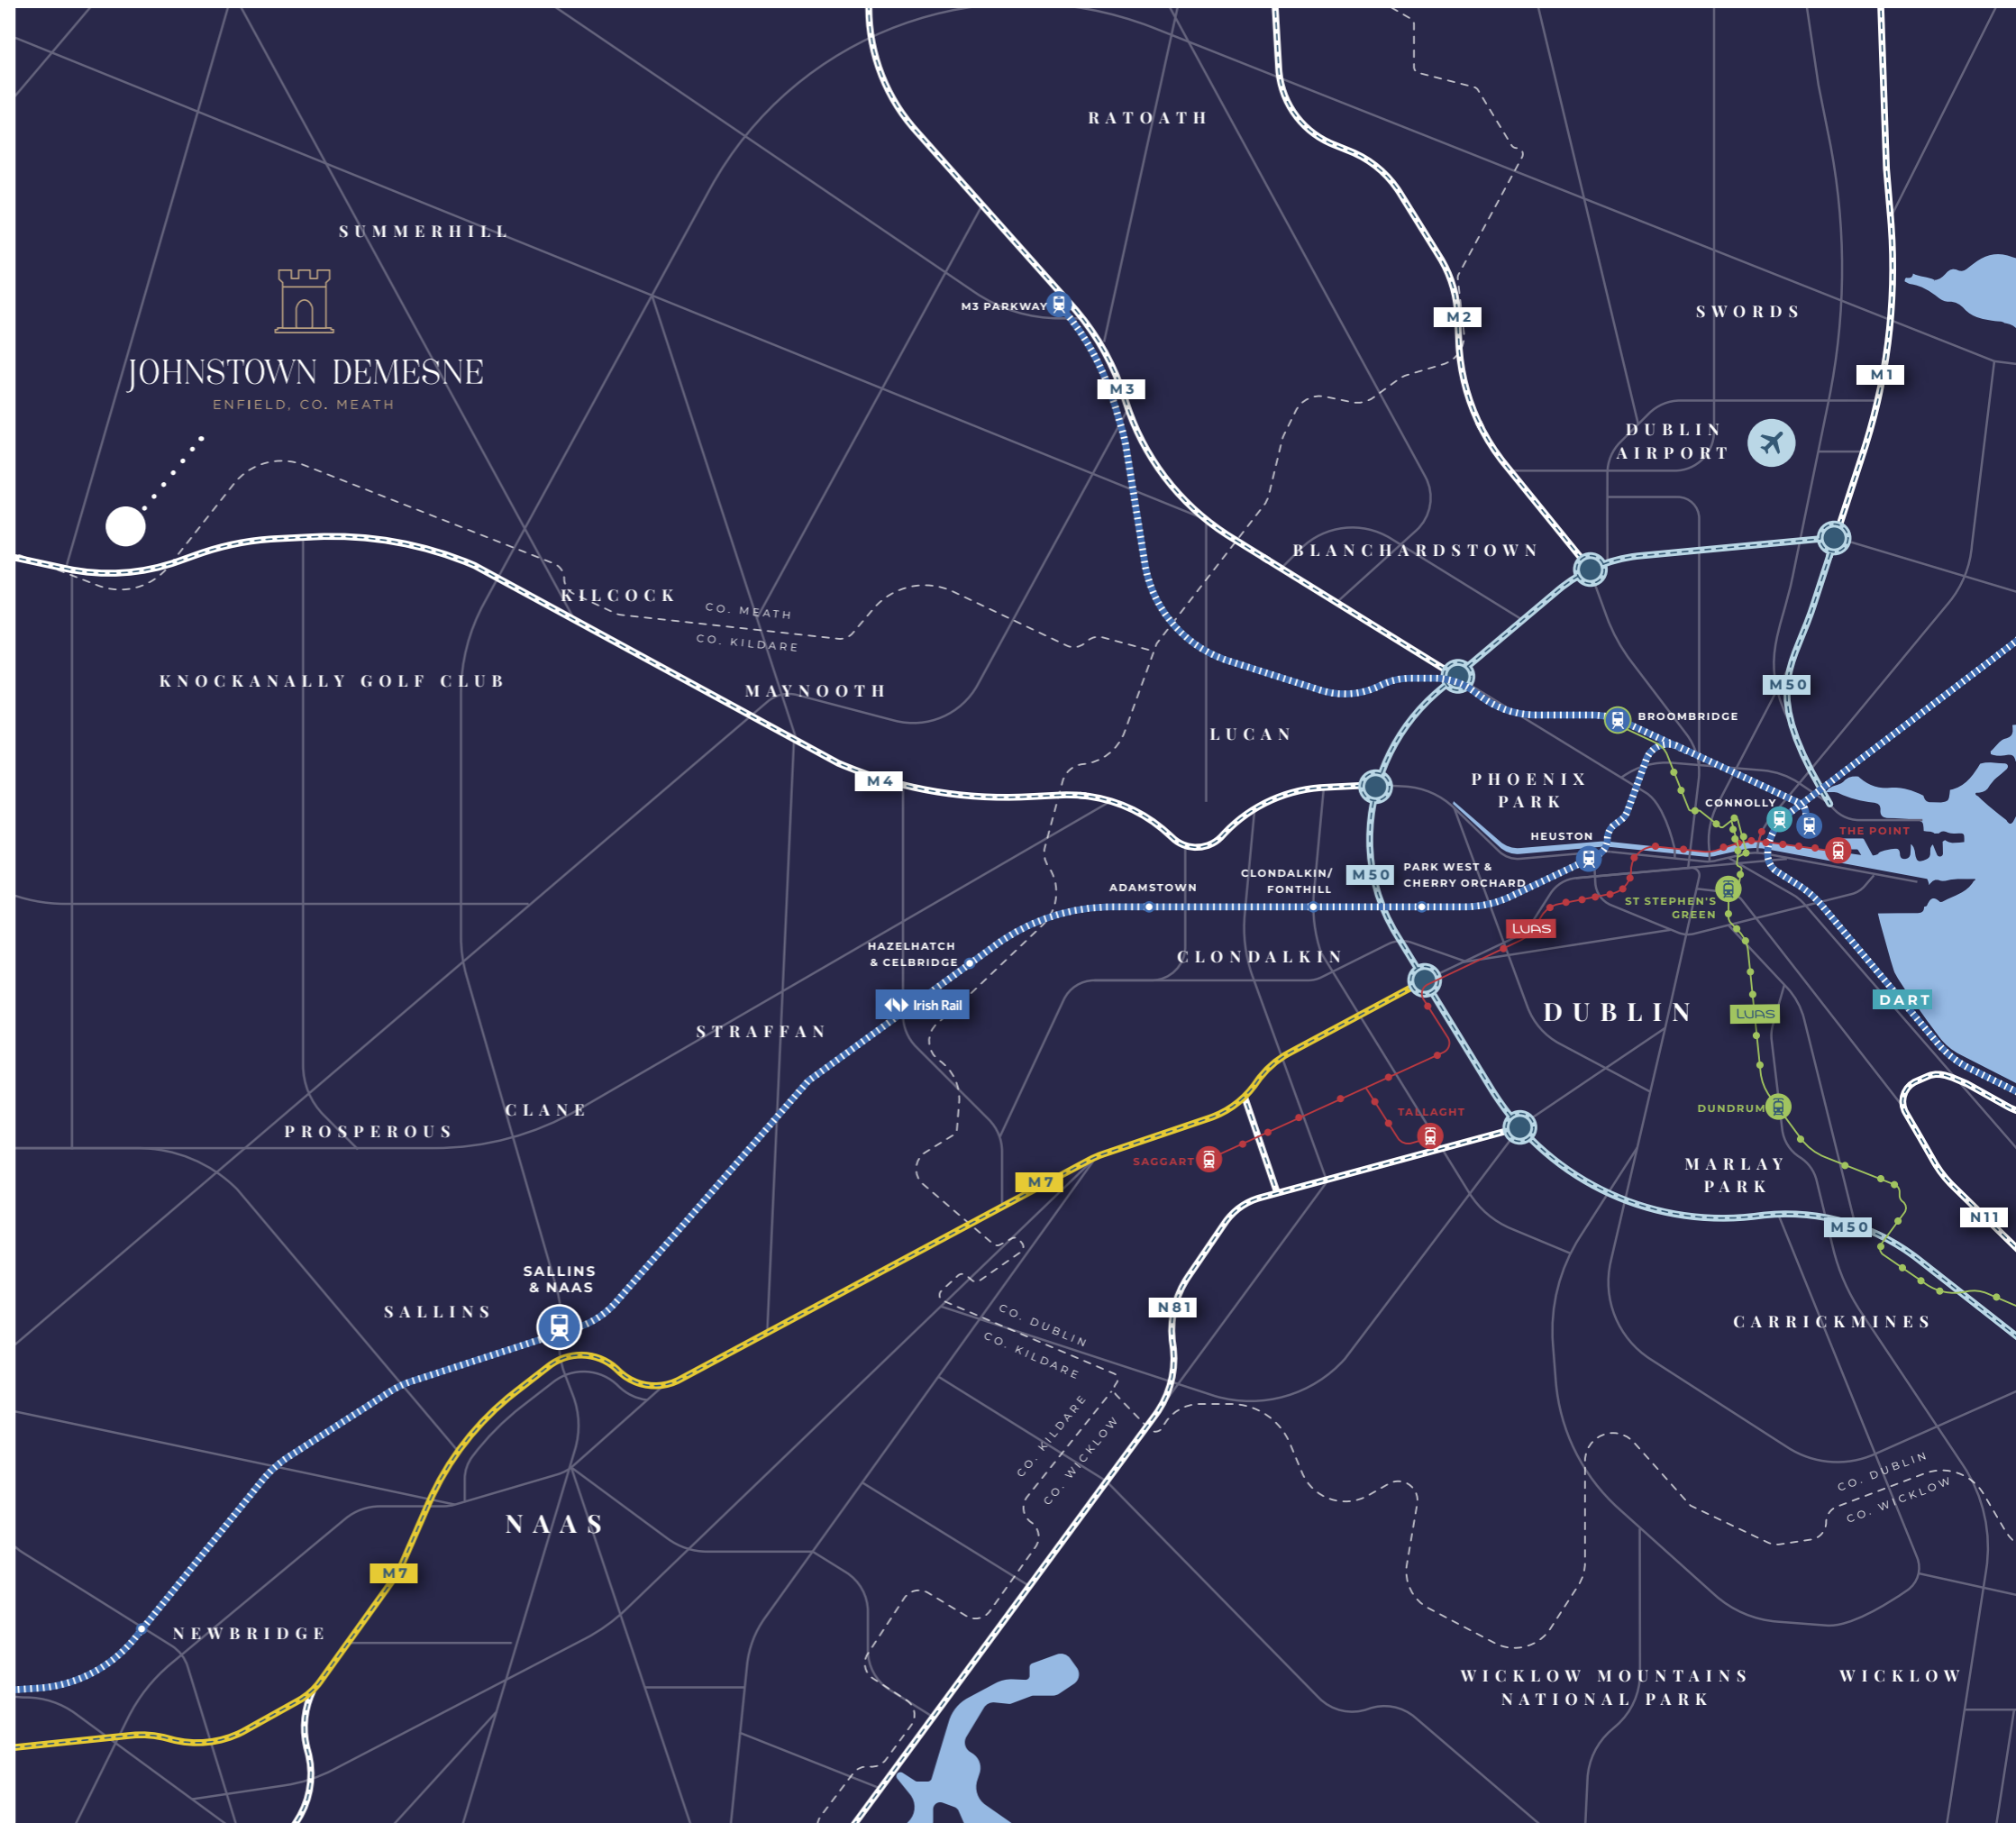 RATOATH
SUMMERHILL
JOHNSTOWN DEMESNE
ENFIELD, CO. MEATH
M3 PARKWAY
M2
SWORDS
M3
M1
DUBLIN
AIRPORT
BLANCHARDSTOWN
KILCOCK
CO. MEATH
CO. KILDARE
KNOCKANALLY GOLF CLUB
MAYNOOTH
M50
LUCAN
BROOMBRIDGE
M4
PHOENIX
PARK
CONNOLLY
HEUSTON
THE POINT
ADAMSTOWN
CLONDALKIN/
FONTHILL
M50
PARK WEST &
CHERRY ORCHARD
ST STEPHEN'S
GREEN
LUAS
HAZELHATCH
& CELBRIDGE
CLONDALKIN
Irish Rail
DUBLIN
LUAS
DART
STRAFFAN
CLANE
PROSPEROUS
TALLAGHT
DUNDRUM
SAGGART
MARLAY
PARK
M7
M50
N11
SALLINS
& NAAS
SALLINS
N81
CO. DUBLIN
CO. KILDARE
CARRICKMINES
CO. KILDARE
CO. WICKLOW
CO. DUBLIN
CO. WICKLOW
NAAS
M7
NEWBRIDGE
WICKLOW MOUNTAINS
NATIONAL PARK
WICKLOW